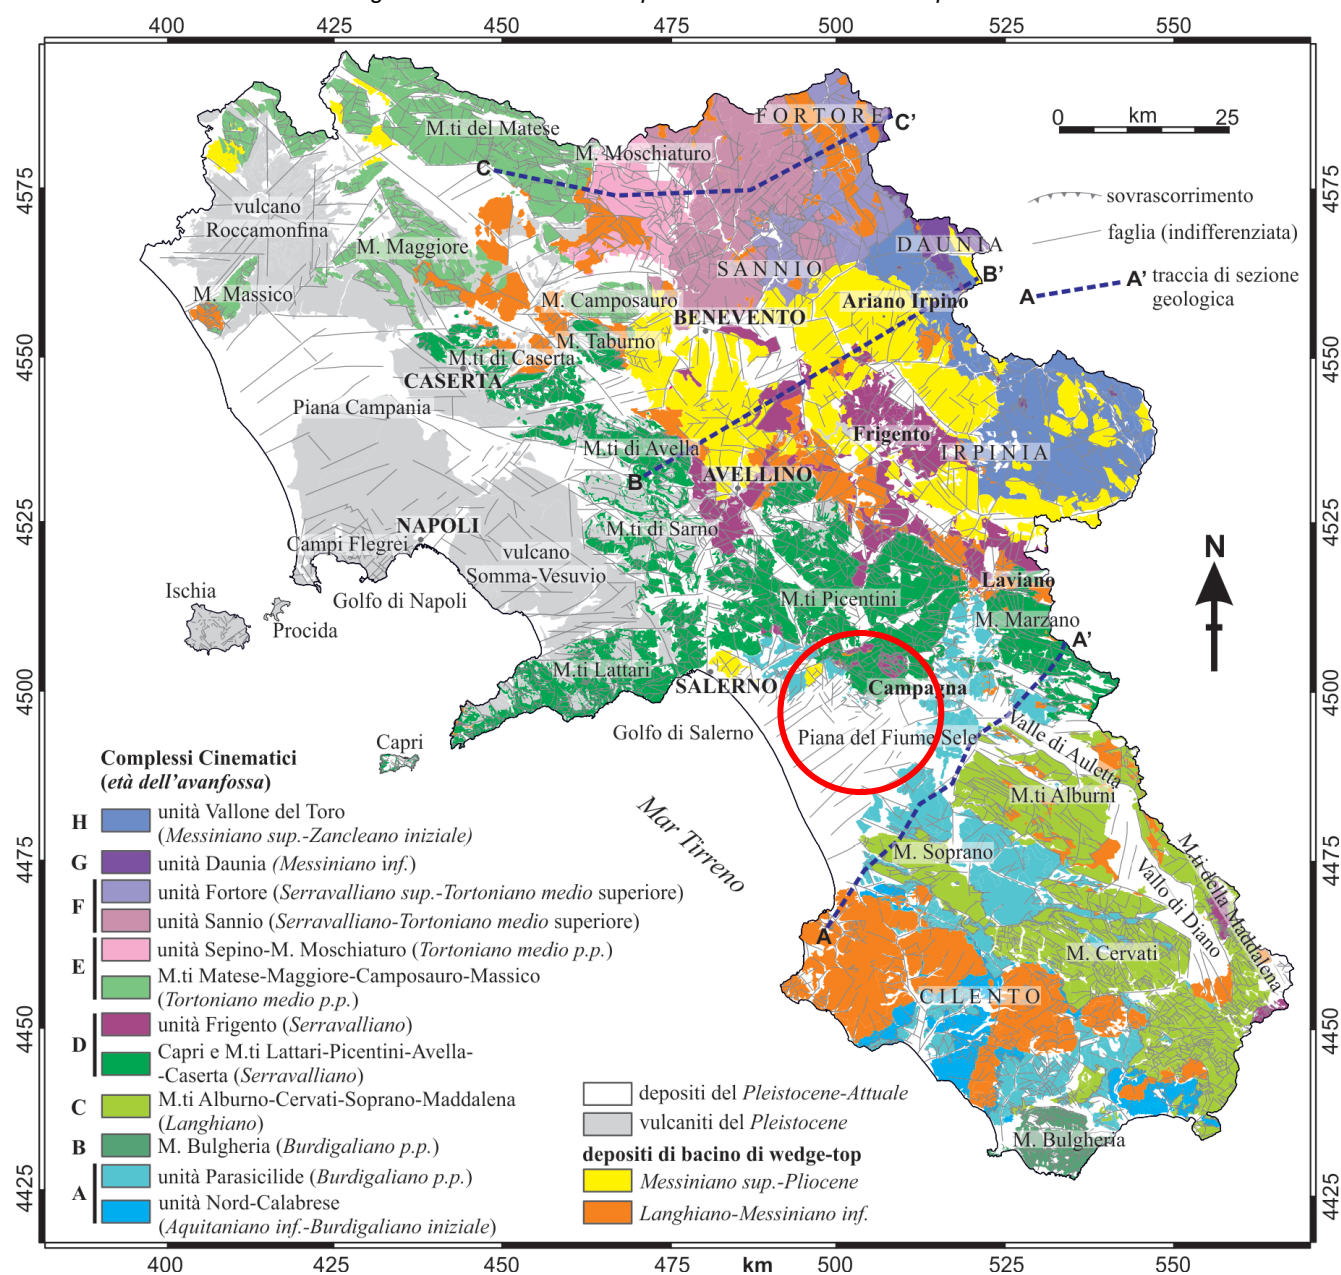 400 425 450 475 500 525 550
4575
4550
4525
4500
4475
4450
4425
4575
4550
4525
4500
4475
4450
4425
0 km 25
sovrascorrimento
faglia (indifferenziata)
A A' traccia di sezione
geologica
N
FORTORE
C'
M.ti del Matese
M. Moschiaturo
C
vulcano
Roccamonfina
M. Maggiore
DAUNIA
SANNIO
B'
M. Massico
M. Camposauro
Ariano Irpino
BENEVENTO
M. Taburno
M.ti di Caserta
CASERTA
Piana Campania
Frigento
M.ti di Avella
IRPINIA
B
AVELLINO
NAPOLI
M.ti di Sarno
Campi Flegrei
vulcano
Somma-Vesuvio
Laviano
Ischia
Golfo di Napoli
M.ti Picentini
Procida
M. Marzano
A'
M.ti Lattari
SALERNO
Campagna
Golfo di Salerno
Piana del Fiume Sele
Valle di Auletta
Capri
M.ti Alburni
Mar Tirreno
M. Soprano
M.ti della Maddalena
Vallo di Diano
A
M. Cervati
CILENTO
M. Bulgheria
Complessi Cinematici
(età dell'avanfossa)
H unità Vallone del Toro
(Messiniano sup.-Zancleano iniziale)
G unità Daunia (Messiniano inf.)
F unità Fortore (Serravalliano sup.-Tortoniano medio superiore)
unità Sannio (Serravalliano-Tortoniano medio superiore)
E unità Sepino-M. Moschiaturo (Tortoniano medio p.p.)
M.ti Matese-Maggiore-Camposauro-Massico
(Tortoniano medio p.p.)
D unità Frigento (Serravalliano)
Capri e M.ti Lattari-Picentini-Avella-
-Caserta (Serravalliano)
C M.ti Alburno-Cervati-Soprano-Maddalena
(Langhiano)
B M. Bulgheria (Burdigaliano p.p.)
A unità Parasicilide (Burdigaliano p.p.)
unità Nord-Calabrese
(Aquitaniano inf.-Burdigaliano iniziale)
depositi del Pleistocene-Attuale
vulcaniti del Pleistocene
depositi di bacino di wedge-top
Messiniano sup.-Pliocene
Langhiano-Messiniano inf.
400 425 450 475 km 500 525 550